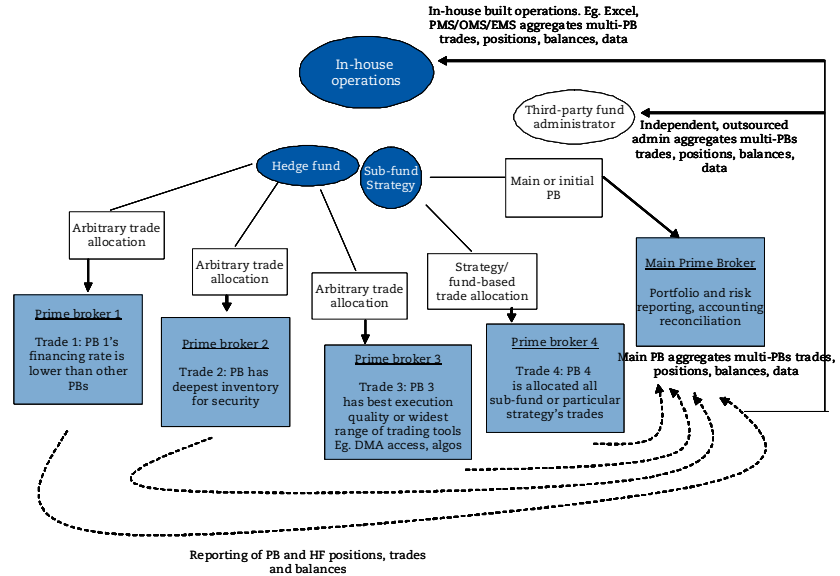 In-house built operations. Eg. Excel,
PMS/OMS/EMS aggregates multi-PB
trades, positions, balances, data
In-house
operations
Third-party fund
administrator
Independent, outsourced
admin aggregates multi-PBs
trades, positions, balances,
data
Hedge fund
Sub-fund
Strategy
Main or initial
PB
Arbitrary trade
allocation
Arbitrary trade
allocation
Arbitrary trade
allocation
Strategy/
fund-based
trade allocation
Main Prime Broker
Portfolio and risk
reporting, accounting
reconciliation
Prime broker 1
Trade 1: PB 1’s
financing rate is
lower than other
PBs
Prime broker 2
Trade 2: PB has
deepest inventory
for security
Prime broker 3
Trade 3: PB 3
has best execution
quality or widest
range of trading tools
Eg. DMA access, algos
Prime broker 4
Trade 4: PB 4
is allocated all
sub-fund or particular
strategy’s trades
Main PB aggregates multi-PBs trades,
positions, balances, data
Reporting of PB and HF positions, trades
and balances